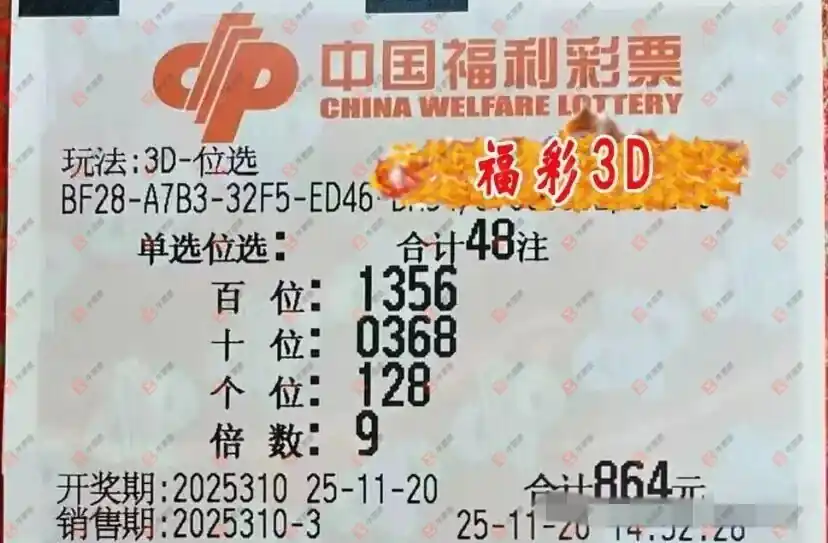 中国福利彩票
CHINA WELFARE LOTTERY
玩法:3D-位选
福彩3D
BF28-A7B3-32F5-ED46-
单选位选: 合计48注
百 位: 1356
十 位: 0368
个 位: 128
倍 数: 9
开奖期:2025310 25-11-20 合计864元
销售期:2025310-3 25-11-20 14:52:26